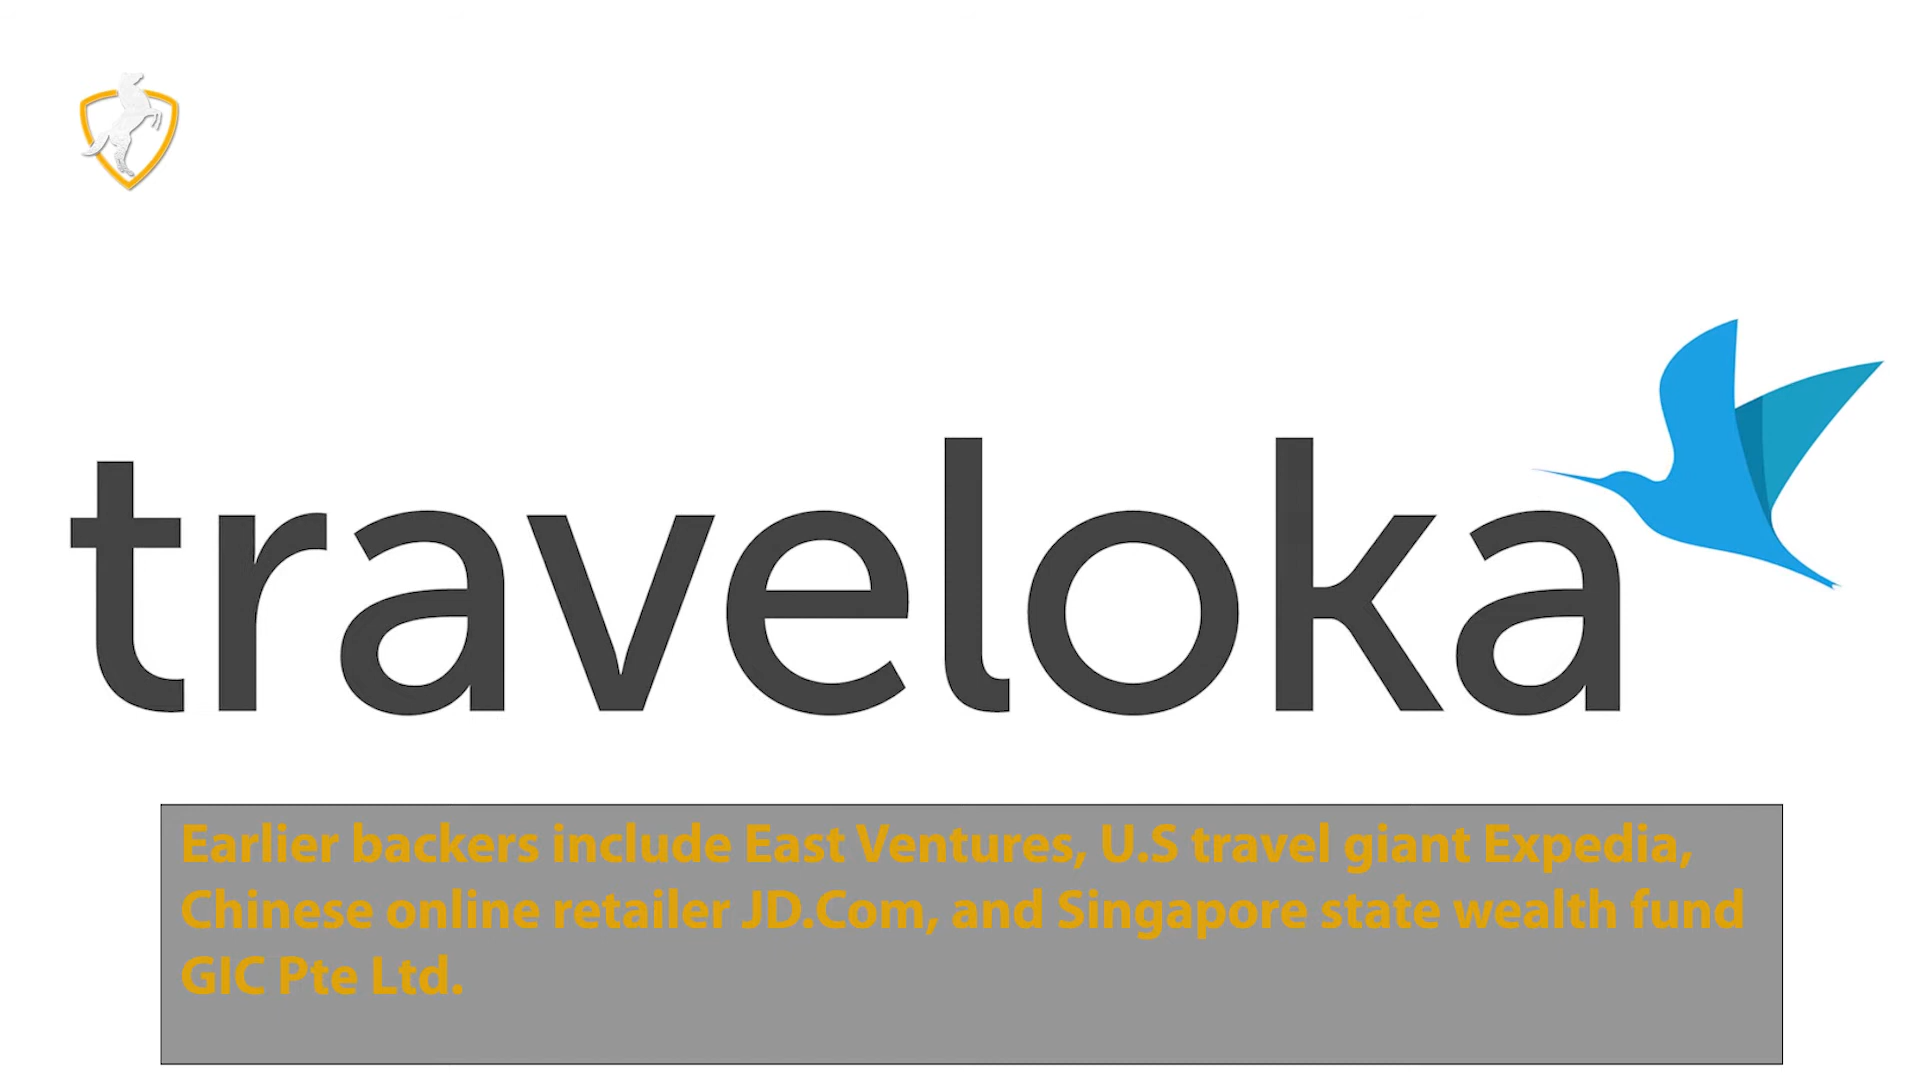 traveloka
Earlier backers include East Ventures, U.S travel giant Expedia,
Chinese online retailer JD.Com, and Singapore state wealth fund
GIC Pte Ltd.